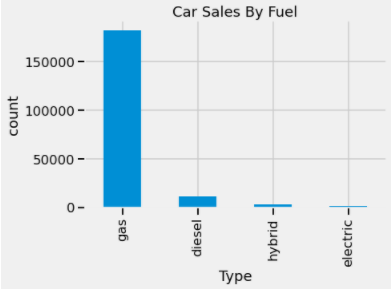 Car Sales By Fuel
count
150000
100000
50000
0
gas
diesel
hybrid
electric
Type